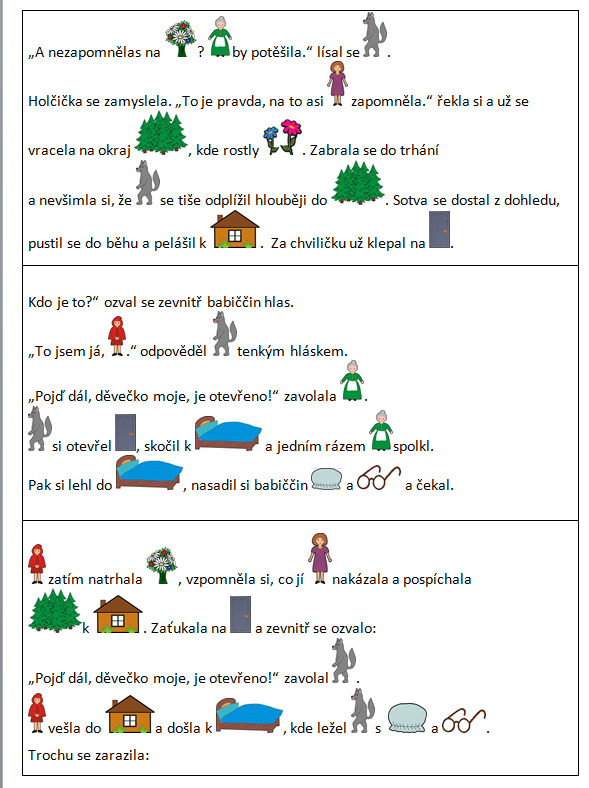 „A nezapomnělas na ? by potěšila.“ lísal se .
Holčička se zamyslela. „To je pravda, na to asi zapomněla.“ řekla si a už se
vracela na okraj , kde rostly . Zabrala se do trhání
a nevšimla si, že se tiše odplížil hlouběji do . Sotva se dostal z dohledu,
pustil se do běhu a pelášil k . Za chviličku už klepal na .
Kdo je to?“ ozval se zevnitř babiččin hlas.
„To jsem já, .“ odpověděl tenkým hláskem.
„Pojď dál, děvečko moje, je otevřeno!“ zavolala .
si otevřel , skočil k a jedním rázem spolkl.
Pak si lehl do , nasadil si babiččin a a čekal.
zatím natrhala , vzpomněla si, co jí nakázala a pospíchala
k . Zaťukala na a zevnitř se ozvalo:
„Pojď dál, děvečko moje, je otevřeno!“ zavolal .
vešla do a došla k , kde ležel s a .
Trochu se zarazila: